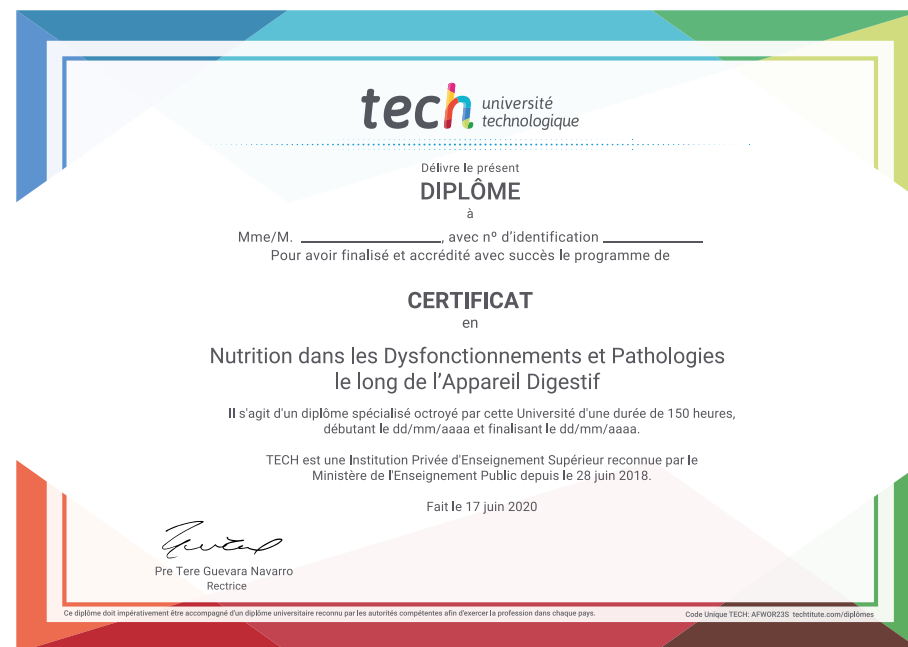 tech université
technologique
Délivre le présent
DIPLÔME
à
Mme/M. ____________________, avec nº d'identification ______________
Pour avoir finalisé et accrédité avec succès le programme de
CERTIFICAT
en
Nutrition dans les Dysfonctionnements et Pathologies
le long de l'Appareil Digestif
Il s'agit d'un diplôme spécialisé octroyé par cette Université d'une durée de 150 heures,
débutant le dd/mm/aaaa et finalisant le dd/mm/aaaa.
TECH est une Institution Privée d'Enseignement Supérieur reconnue par le
Ministère de l'Enseignement Public depuis le 28 juin 2018.
Fait le 17 juin 2020
Pre Tere Guevara Navarro
Rectrice
Ce diplôme doit impérativement être accompagné d'un diplôme universitaire reconnu par les autorités compétentes afin d'exercer la profession dans chaque pays.
Code Unique TECH: AFWOR23S techtitute.com/diplômes